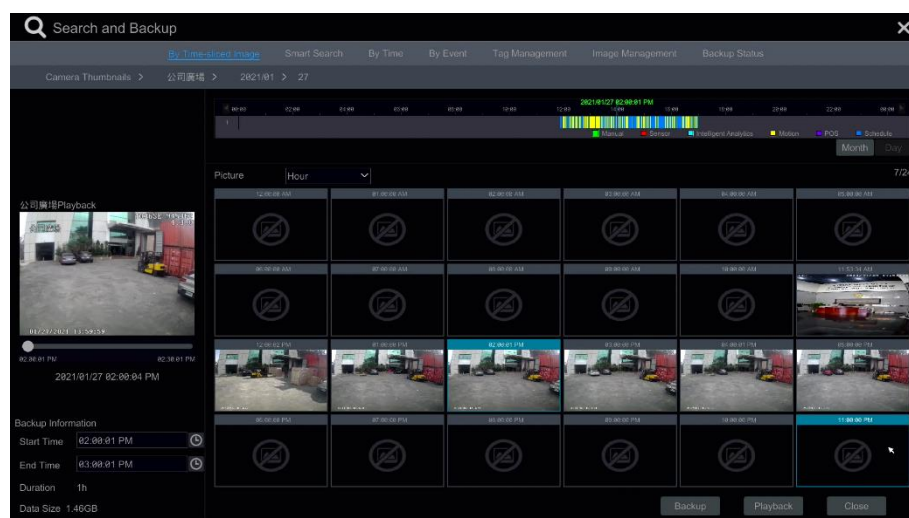 Search and Backup
By Time-sliced image Smart Search By Time By Event Tag Management Image Management Backup Status
Camera Thumbnails > 公司廣場 > 2021/01 > 27
2021/01/27 02:00:01 PM
Manual Sensor Intelligent Analytics Motion POS Schedule
Month Day
Picture Hour 7/24
12:00:00 AM 01:00:00 AM 02:00:00 AM 03:00:00 AM 04:00:00 AM 05:00:00 AM
公司廣場Playback
06:00:00 AM 07:00:00 AM 08:00:00 AM 09:00:00 AM 10:00:00 AM 11:53:34 AM
01/27/2021 13:59:59
12:00:02 PM 01:00:00 PM 02:00:01 PM 03:00:00 PM 04:00:01 PM 05:00:00 PM
02:00:01 PM 02:30:01 PM
2021/01/27 02:00:04 PM
06:00:00 PM 07:00:00 PM 08:00:00 PM 09:00:00 PM 10:00:00 PM 11:00:00 PM
Backup Information
Start Time 02:00:01 PM
End Time 03:00:01 PM
Duration 1h
Data Size 1.46GB
Backup Playback Close